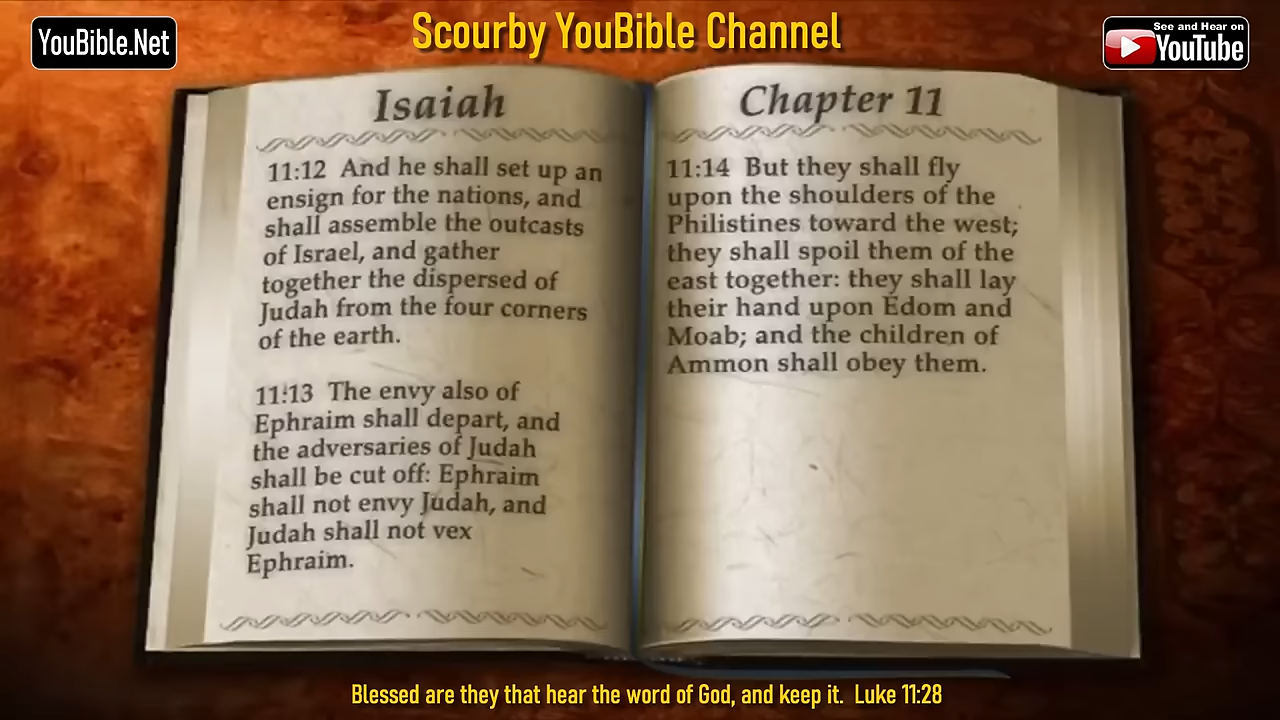 YouBible.Net
Scourby YouBible Channel
See and Hear on
YouTube
Isaiah
11:12 And he shall set up an
ensign for the nations, and
shall assemble the outcasts
of Israel, and gather
together the dispersed of
Judah from the four corners
of the earth.
11:13 The envy also of
Ephraim shall depart, and
the adversaries of Judah
shall be cut off: Ephraim
shall not envy Judah, and
Judah shall not vex
Ephraim.
Chapter 11
11:14 But they shall fly
upon the shoulders of the
Philistines toward the west;
they shall spoil them of the
east together: they shall lay
their hand upon Edom and
Moab; and the children of
Ammon shall obey them.
Blessed are they that hear the word of God, and keep it. Luke 11:28